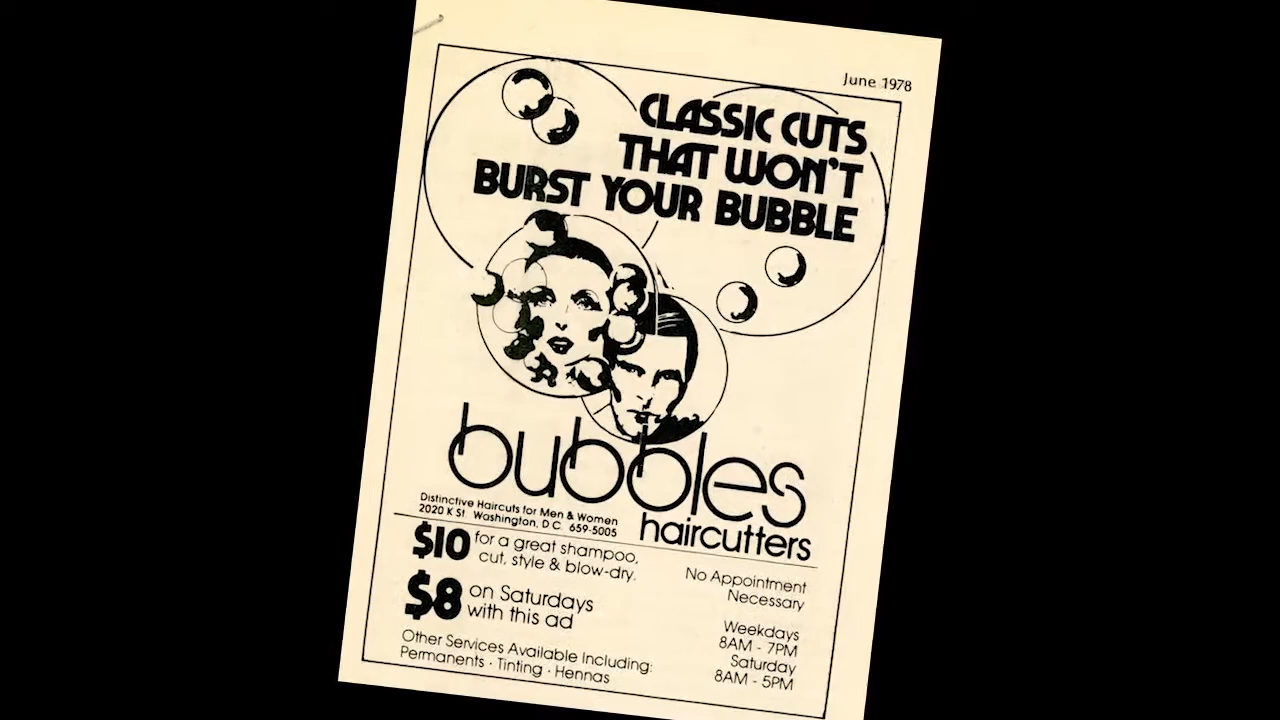 June 1978
CLASSIC CUTS
THAT WON'T
BURST YOUR BUBBLE
bubbles
haircutters
Distinctive Haircuts for Men & Women
2020 K St. Washington, D.C. 659-5005
$10 for a great shampoo,
cut, style & blow-dry.
$8 on Saturdays
with this ad
Other Services Available Including:
Permanents · Tinting · Hennas
No Appointment
Necessary
Weekdays
8AM - 7PM
Saturday
8AM - 5PM